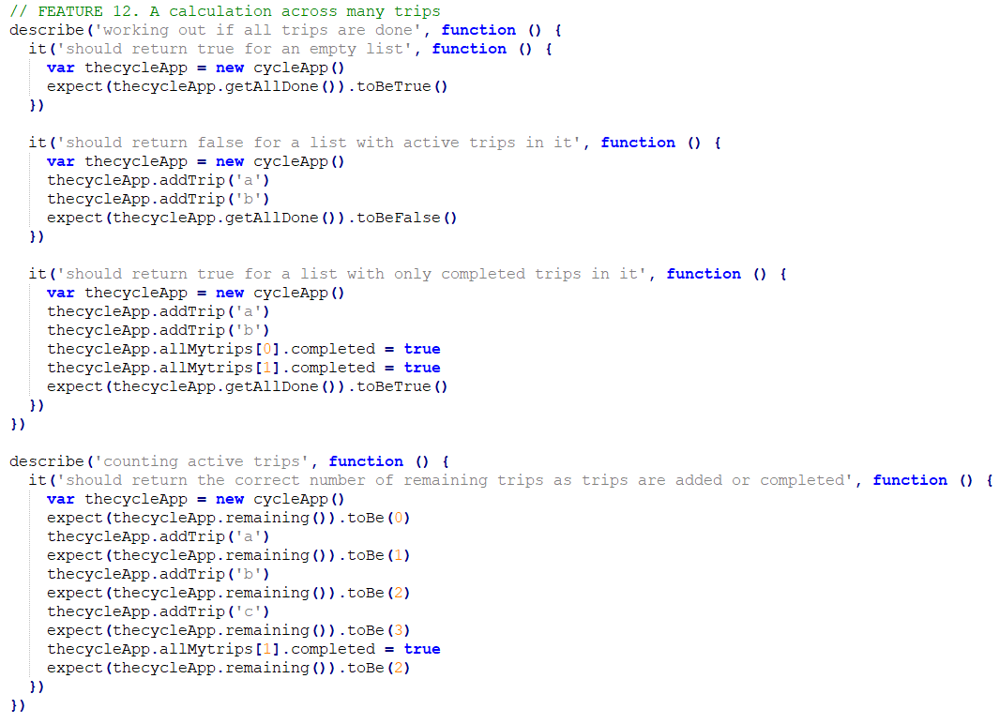 // FEATURE 12. A calculation across many trips
describe('working out if all trips are done', function () {
  it('should return true for an empty list', function () {
    var thecycleApp = new cycleApp()
    expect(thecycleApp.getAllDone()).toBeTrue()
  })

  it('should return false for a list with active trips in it', function () {
    var thecycleApp = new cycleApp()
    thecycleApp.addTrip('a')
    thecycleApp.addTrip('b')
    expect(thecycleApp.getAllDone()).toBeFalse()
  })

  it('should return true for a list with only completed trips in it', function () {
    var thecycleApp = new cycleApp()
    thecycleApp.addTrip('a')
    thecycleApp.addTrip('b')
    thecycleApp.allMytrips[0].completed = true
    thecycleApp.allMytrips[1].completed = true
    expect(thecycleApp.getAllDone()).toBeTrue()
  })
})

describe('counting active trips', function () {
  it('should return the correct number of remaining trips as trips are added or completed', function () {
    var thecycleApp = new cycleApp()
    expect(thecycleApp.remaining()).toBe(0)
    thecycleApp.addTrip('a')
    expect(thecycleApp.remaining()).toBe(1)
    thecycleApp.addTrip('b')
    expect(thecycleApp.remaining()).toBe(2)
    thecycleApp.addTrip('c')
    expect(thecycleApp.remaining()).toBe(3)
    thecycleApp.allMytrips[1].completed = true
    expect(thecycleApp.remaining()).toBe(2)
  })
})